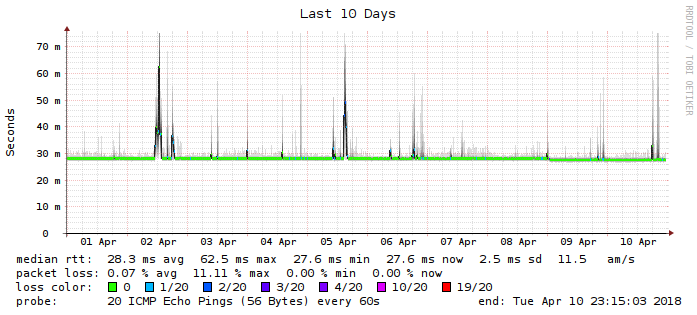 Last 10 Days
RRDTOOL / TOBI OETIKER
Seconds
70 m
60 m
50 m
40 m
30 m
20 m
10 m
0
01 Apr 02 Apr 03 Apr 04 Apr 05 Apr 06 Apr 07 Apr 08 Apr 09 Apr 10 Apr
median rtt: 28.3 ms avg 62.5 ms max 27.6 ms min 27.6 ms now 2.5 ms sd 11.5 am/s
packet loss: 0.07 % avg 11.11 % max 0.00 % min 0.00 % now
loss color: 0 1/20 2/20 3/20 4/20 10/20 19/20
probe: 20 ICMP Echo Pings (56 Bytes) every 60s end: Tue Apr 10 23:15:03 2018